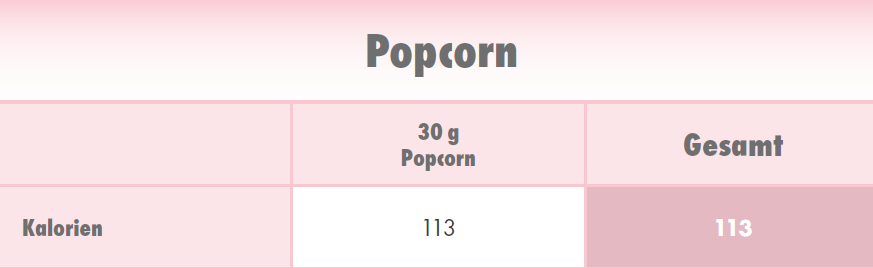 Popcorn
30 g
Popcorn
Gesamt
Kalorien
113
113